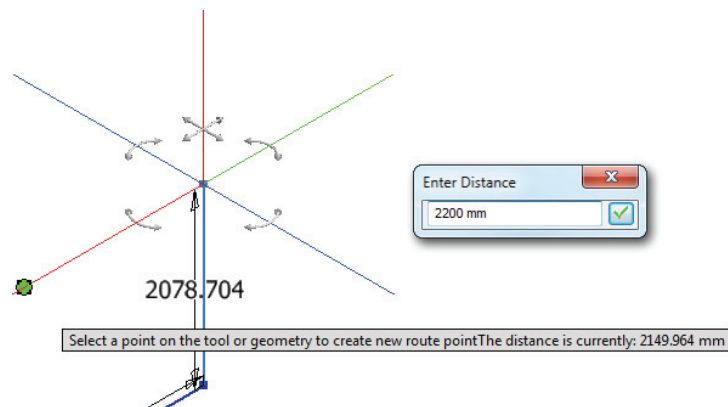 Enter Distance
2200 mm
2078.704
Select a point on the tool or geometry to create new route pointThe distance is currently: 2149.964 mm